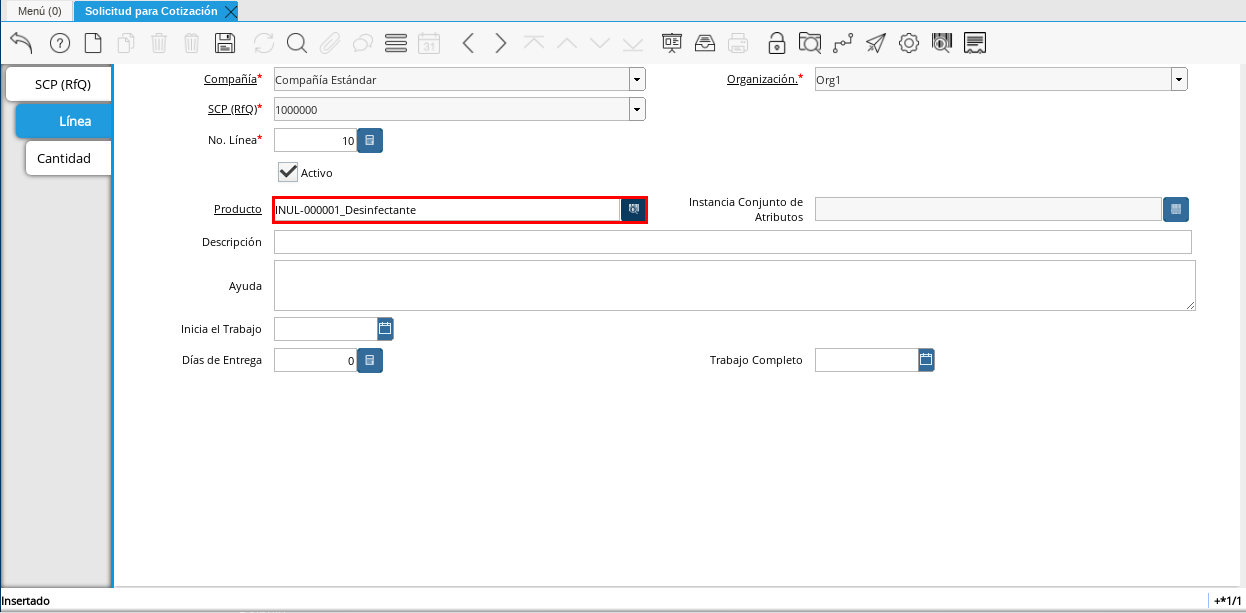 Menú (0)
Solicitud para Cotización
31
SCP (RfQ)
Línea
Cantidad
Compañía* Compañía Estándar
Organización.* Org1
SCP (RfQ)* 1000000
No. Línea* 10
Activo
Producto INUL-000001_Desinfectante
Instancia Conjunto de
Atributos
Descripción
Ayuda
Inicia el Trabajo
Días de Entrega 0
Trabajo Completo
Insertado
+*1/1